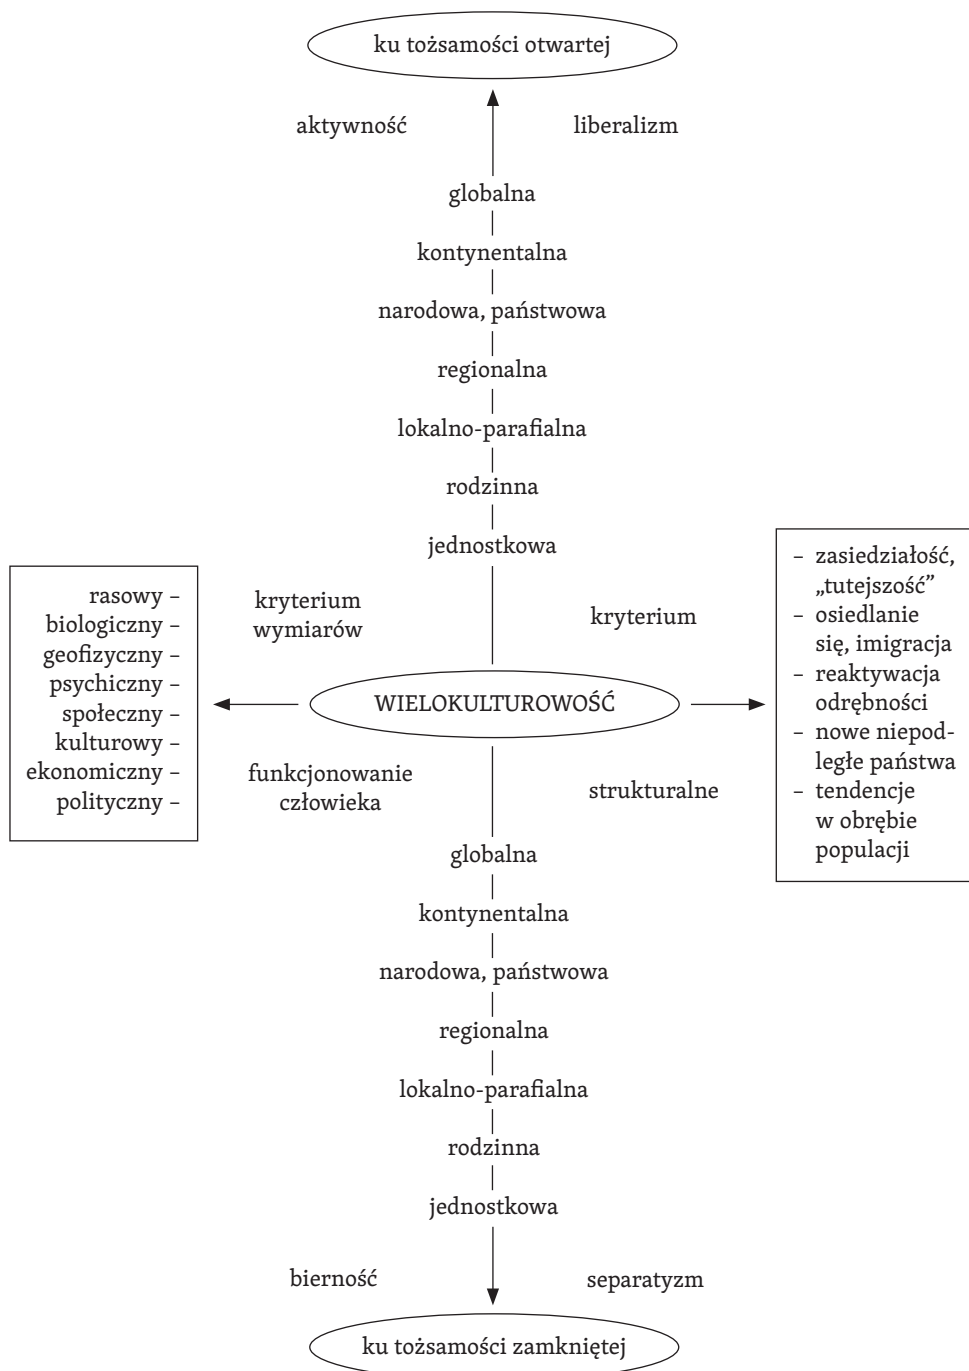 ku tożsamości otwartej
aktywność
liberalizm
globalna
kontynentalna
narodowa, państwowa
regionalna
lokalno-parafialna
rodzinna
jednostkowa
rasowy –
biologiczny –
geofizyczny –
psychiczny –
społeczny –
kulturowy –
ekonomiczny –
polityczny –
kryterium
wymiarów
kryterium
– zasiedziałość,
„tutejszość”
– osiedlanie
się, imigracja
– reaktywacja
odrębności
– nowe niepod-
ległe państwa
– tendencje
w obrębie
populacji
WIELOKULTUROWOŚĆ
funkcjonowanie
człowieka
strukturalne
globalna
kontynentalna
narodowa, państwowa
regionalna
lokalno-parafialna
rodzinna
jednostkowa
bierność
separatyzm
ku tożsamości zamkniętej